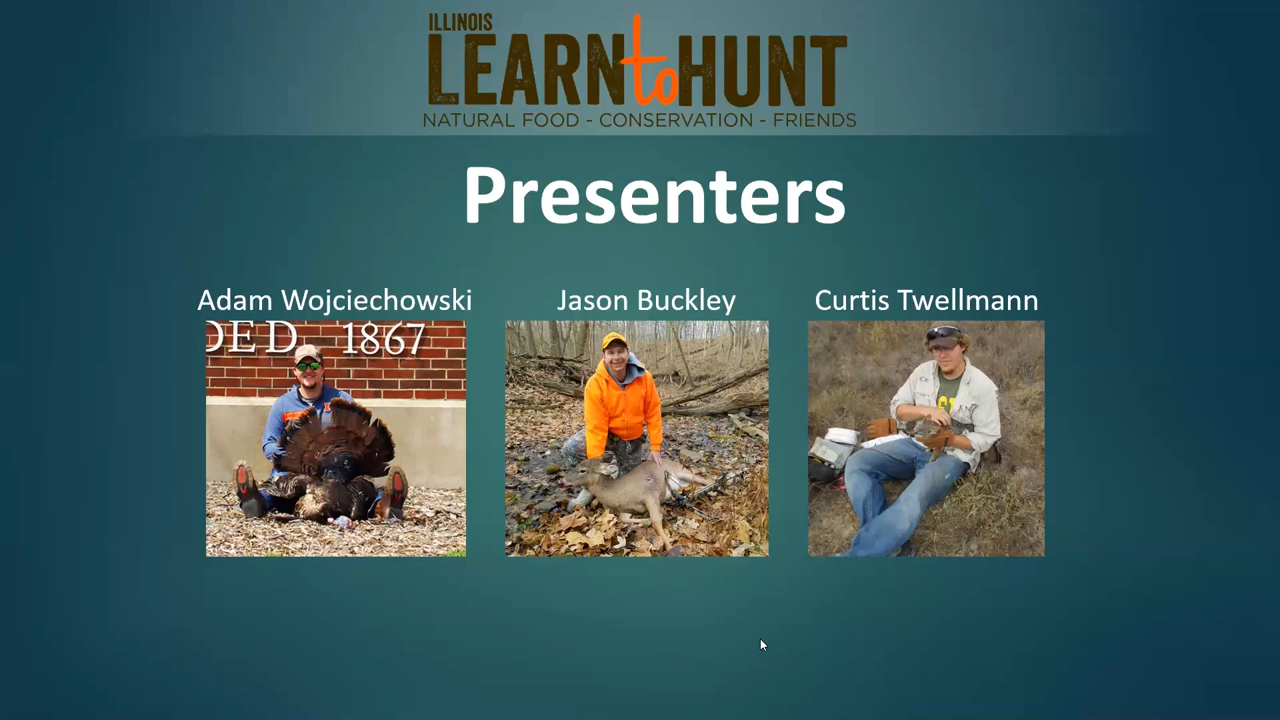 ILLINOIS
LEARN to HUNT
NATURAL FOOD - CONSERVATION - FRIENDS
Presenters
Adam Wojciechowski
Jason Buckley
Curtis Twellmann
DED 1867